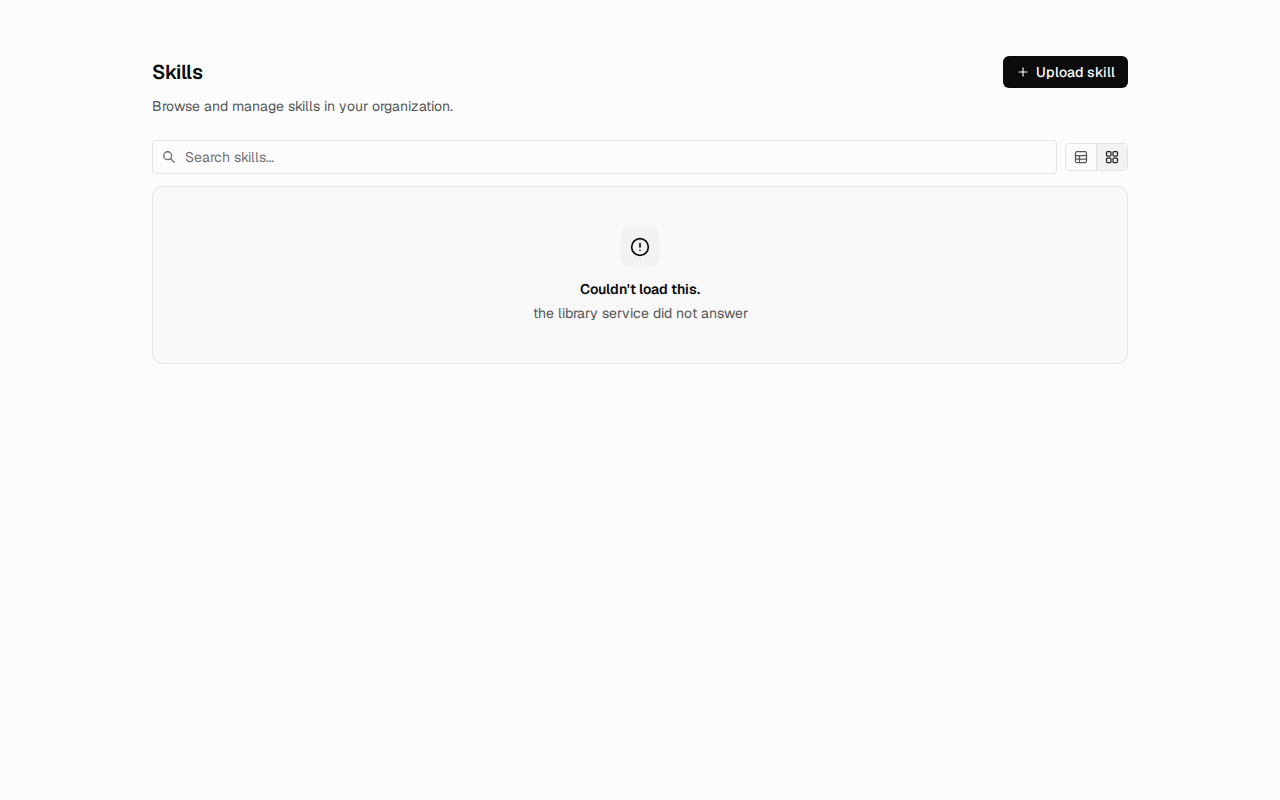 Skills
Upload skill
Browse and manage skills in your organization.
Search skills...
Couldn't load this.
the library service did not answer